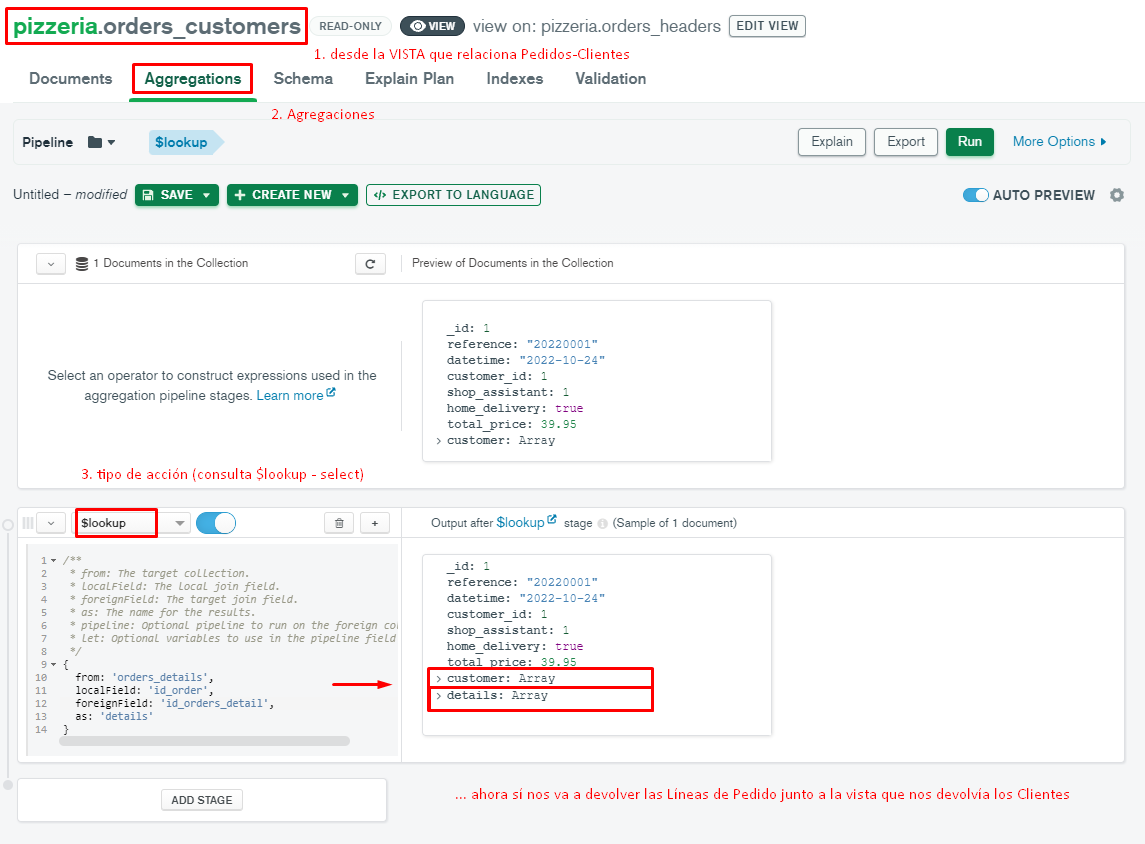 pizzeria.orders_customers READ-ONLY VIEW view on: pizzeria.orders_headers EDIT VIEW
1. desde la VISTA que relaciona Pedidos-Clientes
Documents Aggregations Schema Explain Plan Indexes Validation
2. Agregaciones
Pipeline $lookup Explain Export Run More Options
Untitled – modified SAVE + CREATE NEW </> EXPORT TO LANGUAGE AUTO PREVIEW
1 Documents in the Collection Preview of Documents in the Collection
_id: 1
reference: "20220001"
datetime: "2022-10-24"
customer_id: 1
shop_assistant: 1
home_delivery: true
total_price: 39.95
> customer: Array
Select an operator to construct expressions used in the
aggregation pipeline stages. Learn more
3. tipo de acción (consulta $lookup - select)
$lookup + Output after $lookup stage (Sample of 1 document)
1 /**
2 * from: The target collection.
3 * localField: The local join field.
4 * foreignField: The target join field.
5 * as: The name for the results.
6 * pipeline: Optional pipeline to run on the foreign co
7 * let: Optional variables to use in the pipeline field
8 */
9 {
10 from: 'orders_details',
11 localField: 'id_order',
12 foreignField: 'id_orders_detail',
13 as: 'details'
14 }
_id: 1
reference: "20220001"
datetime: "2022-10-24"
customer_id: 1
shop_assistant: 1
home_delivery: true
total_price: 39.95
> customer: Array
> details: Array
ADD STAGE
... ahora sí nos va a devolver las Líneas de Pedido junto a la vista que nos devolvía los Clientes